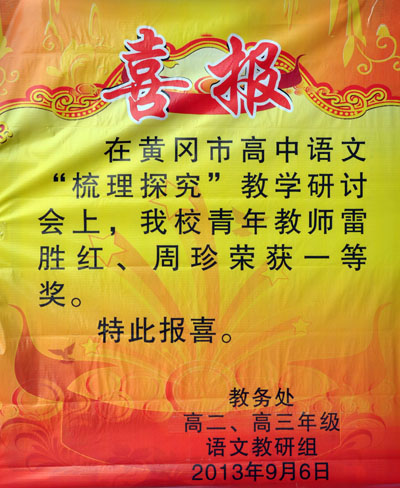 喜报
在黄冈市高中语文
“梳理探究”教学研讨
会上，我校青年教师雷
胜红、周珍荣获一等
奖。
特此报喜。
教务处
高二、高三年级
语文教研组
2013年9月6日